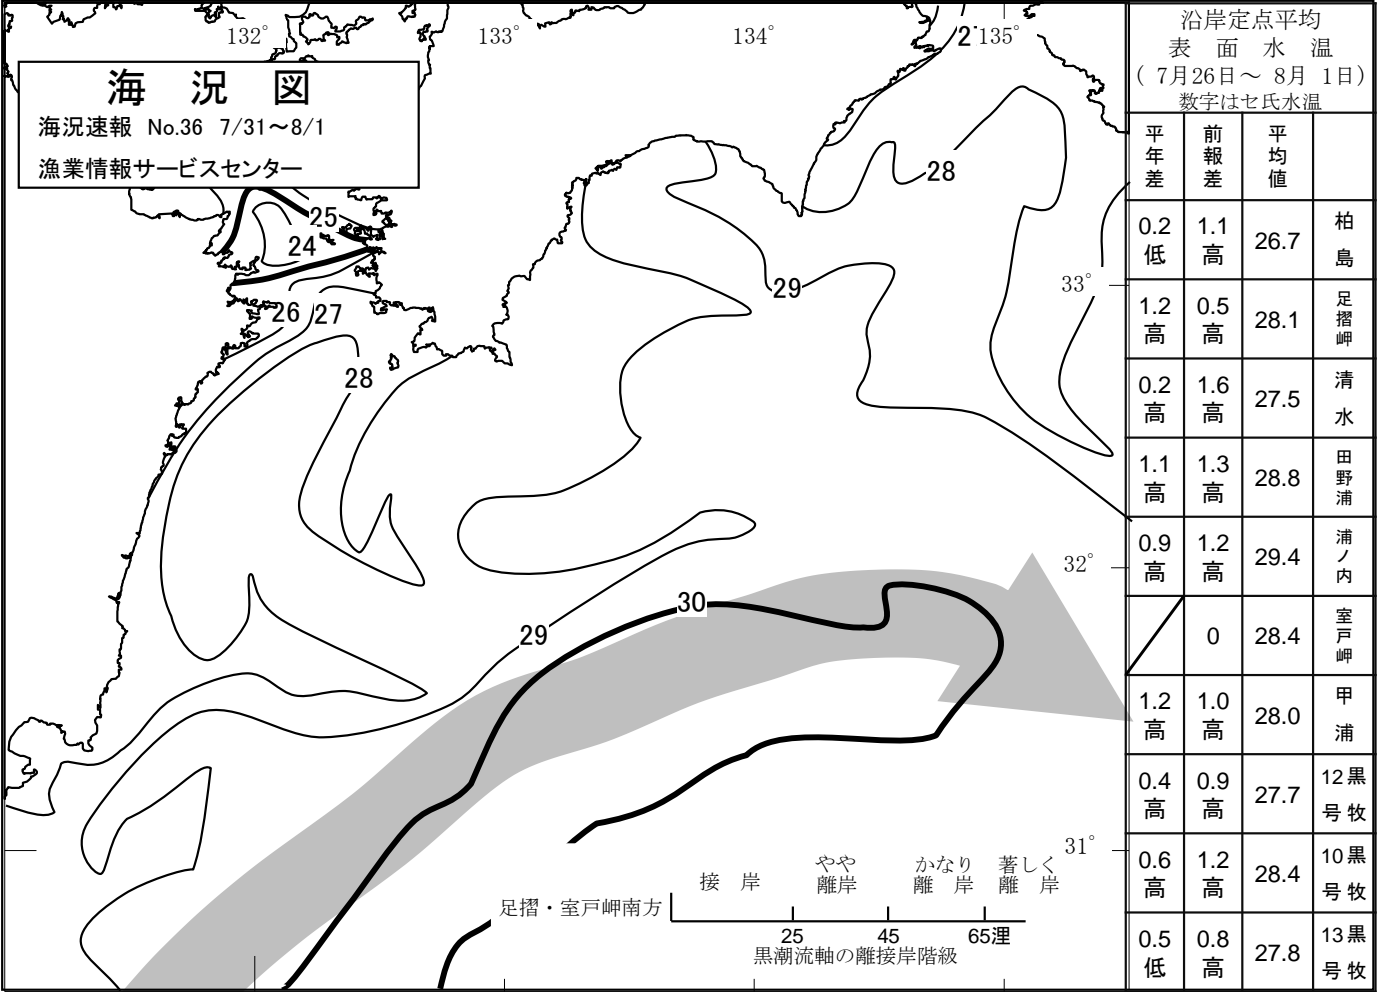 132°
133°
134°
2
135°
海 況 図
海況速報 No.36 7/31～8/1
漁業情報サービスセンター
25
24
26
27
28
28
29
33°
32°
30
29
31°
接 岸
やや
離岸
かなり
離 岸
著しく
離 岸
足摺・室戸岬南方
25
45
65浬
黒潮流軸の離接岸階級
沿岸定点平均
表 面 水 温
( 7月26日～ 8月 1日)
数字はセ氏水温
平年差 前報差 平均値
0.2低 1.1高 26.7 柏島
1.2高 0.5高 28.1 足摺岬
0.2高 1.6高 27.5 清水
1.1高 1.3高 28.8 田野浦
0.9高 1.2高 29.4 浦ノ内
0 28.4 室戸岬
1.2高 1.0高 28.0 甲浦
0.4高 0.9高 27.7 黒牧12号
0.6高 1.2高 28.4 黒牧10号
0.5低 0.8高 27.8 黒牧13号